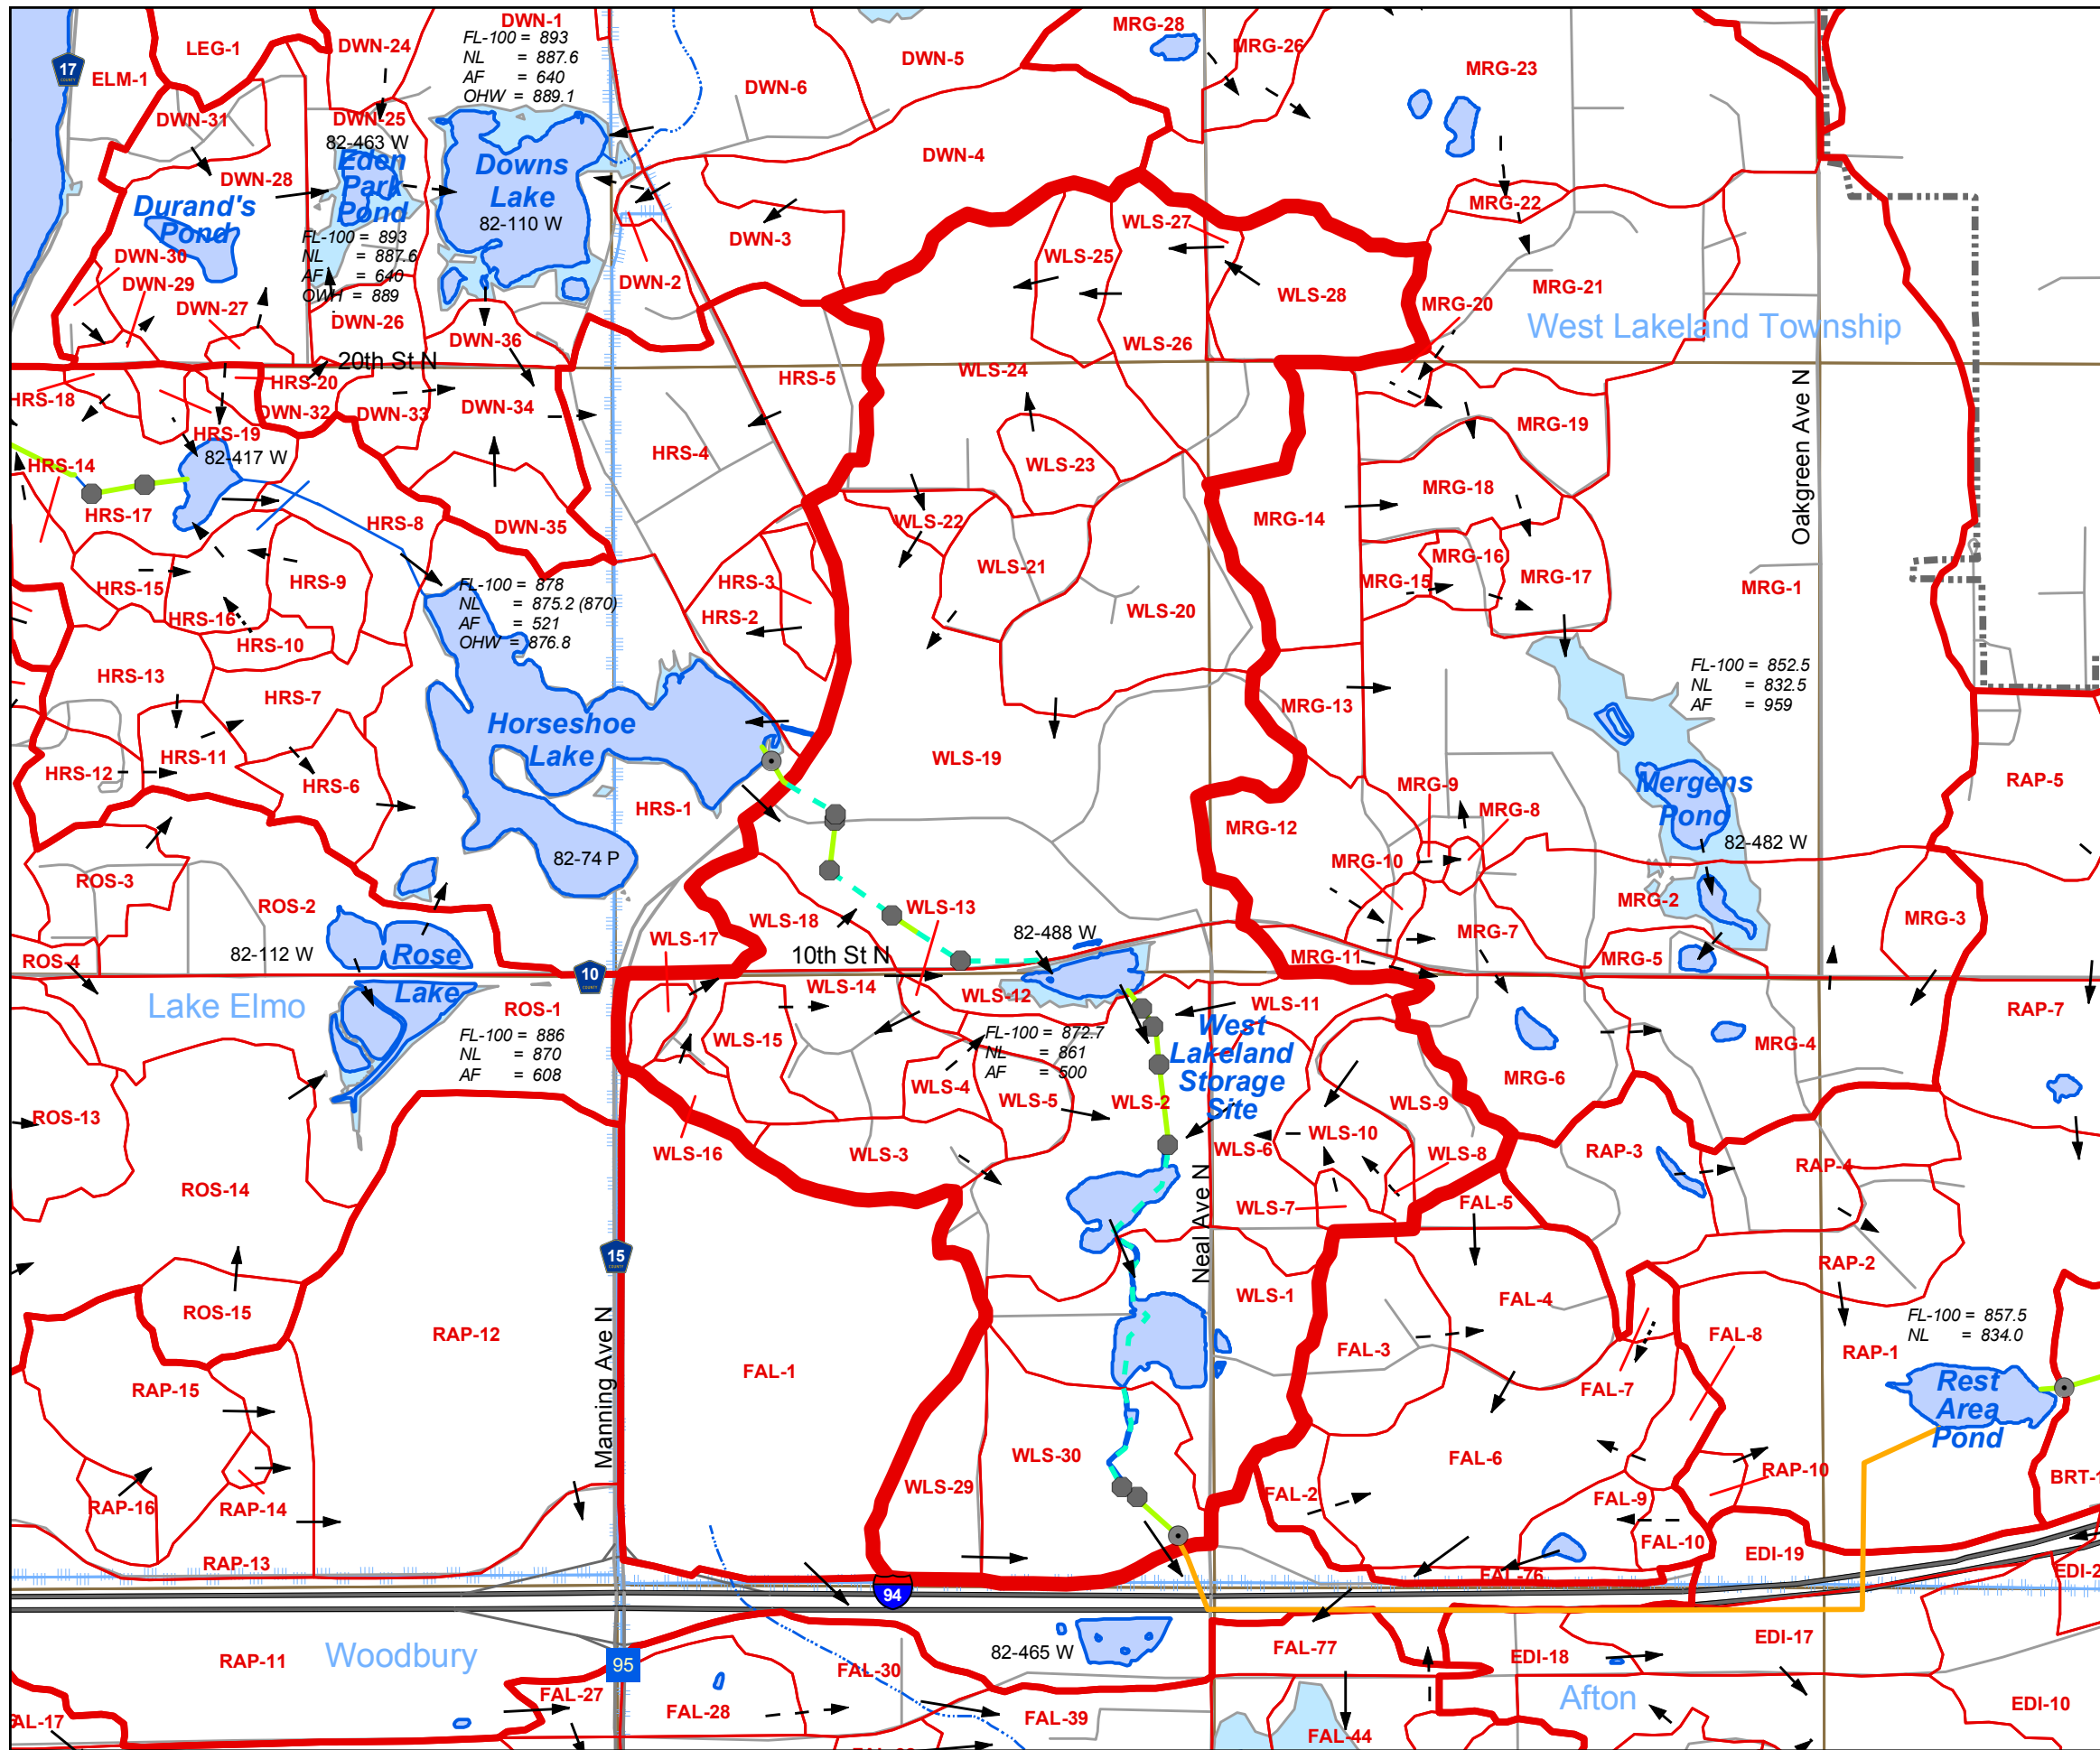 DWN-1
LEG-1
DWN-24
FL-100 = 893
NL = 887.6
AF = 640
OHW = 889.1
MRG-28
MRG-26
DWN-5
MRG-23
17
COUNTY
ELM-1
DWN-6
DWN-31
DWN-25
82-463 W
Eden
Park
Pond
Downs
Lake
82-110 W
DWN-4
DWN-28
Durand's
Pond
MRG-22
WLS-27
FL-100 = 893
NL = 887.6
AF = 640
OWH = 889
DWN-3
DWN-30
DWN-29
WLS-25
DWN-2
MRG-21
WLS-28
MRG-20
DWN-27
DWN-26
West Lakeland Township
DWN-36
WLS-26
20th St N
HRS-20
HRS-5
WLS-24
HRS-18
DWN-32
DWN-33
DWN-34
Oakgreen Ave N
MRG-19
HRS-19
82-417 W
HRS-4
WLS-23
HRS-14
MRG-18
HRS-17
HRS-8
DWN-35
WLS-22
MRG-14
MRG-16
WLS-21
HRS-15
HRS-9
HRS-3
MRG-15
MRG-17
MRG-1
FL-100 = 878
NL = 875.2 (870)
AF = 521
OHW = 876.8
HRS-16
HRS-2
WLS-20
HRS-10
HRS-13
HRS-7
FL-100 = 852.5
NL = 832.5
AF = 959
MRG-13
Horseshoe
Lake
HRS-11
WLS-19
HRS-12
HRS-6
MRG-9
Mergens
Pond
RAP-5
HRS-1
MRG-8
MRG-12
82-482 W
82-74 P
MRG-10
ROS-3
MRG-2
ROS-2
WLS-13
WLS-18
MRG-3
WLS-17
82-488 W
MRG-7
82-112 W
Rose
Lake
10th St N
MRG-11
MRG-5
ROS-4
10
COUNTY
WLS-14
WLS-12
Lake Elmo
ROS-1
WLS-11
RAP-7
FL-100 = 886
NL = 870
AF = 608
WLS-15
FL-100 = 872.7
NL = 861
AF = 500
West
Lakeland
Storage
Site
MRG-4
MRG-6
WLS-4
WLS-5
WLS-2
WLS-9
ROS-13
WLS-10
WLS-16
WLS-3
WLS-6
WLS-8
RAP-3
RAP-4
ROS-14
WLS-7
FAL-5
Neal Ave N
15
COUNTY
RAP-2
WLS-1
FAL-4
ROS-15
FL-100 = 857.5
NL = 834.0
RAP-12
FAL-8
Manning Ave N
FAL-3
RAP-1
FAL-1
RAP-15
FAL-7
Rest
Area
Pond
WLS-30
FAL-6
RAP-10
BRT-1
WLS-29
RAP-16
RAP-14
FAL-2
FAL-9
FAL-10
EDI-19
RAP-13
FAL-76
EDI-2
94
Woodbury
RAP-11
95
82-465 W
FAL-77
EDI-18
EDI-17
FAL-30
FAL-27
FAL-28
Afton
EDI-10
AL-17
FAL-39
FAL-44